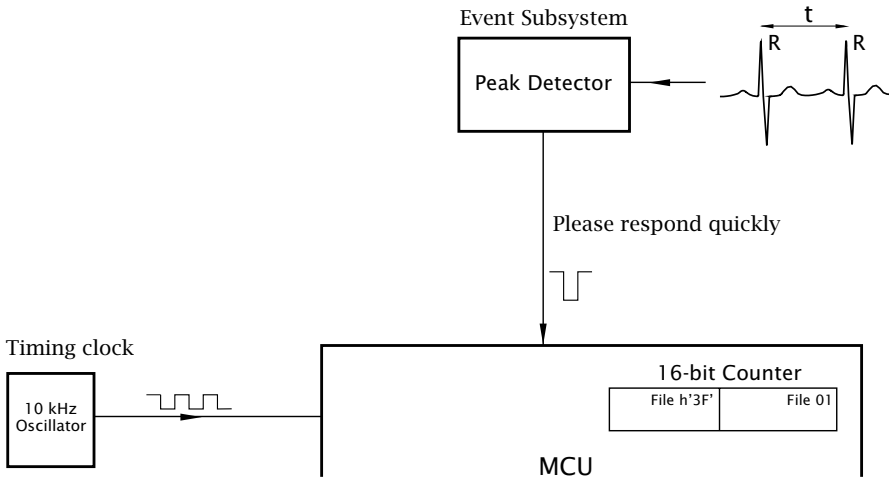 Event Subsystem
t
R R
Peak Detector
Please respond quickly
Timing clock
16-bit Counter
10 kHz
Oscillator
File h'3F' File 01
MCU